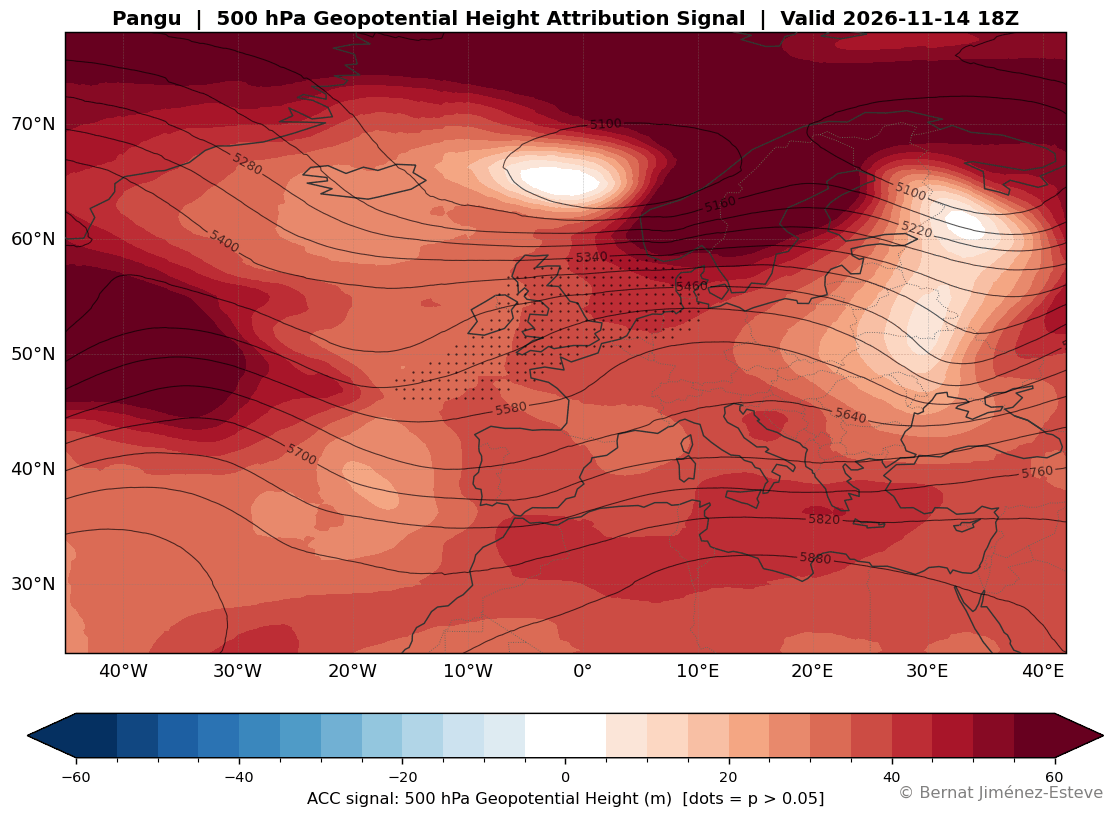 Pangu | 500 hPa Geopotential Height Attribution Signal | Valid 2026-11-14 18Z
70°N
60°N
50°N
40°N
30°N
5100
5280
5160
5100
5220
5400
5340
5460
5580
5640
5700
5760
5820
5880
40°W
30°W
20°W
10°W
0°
10°E
20°E
30°E
40°E
−60
−40
−20
0
20
40
60
ACC signal: 500 hPa Geopotential Height (m) [dots = p > 0.05]
© Bernat Jiménez-Esteve